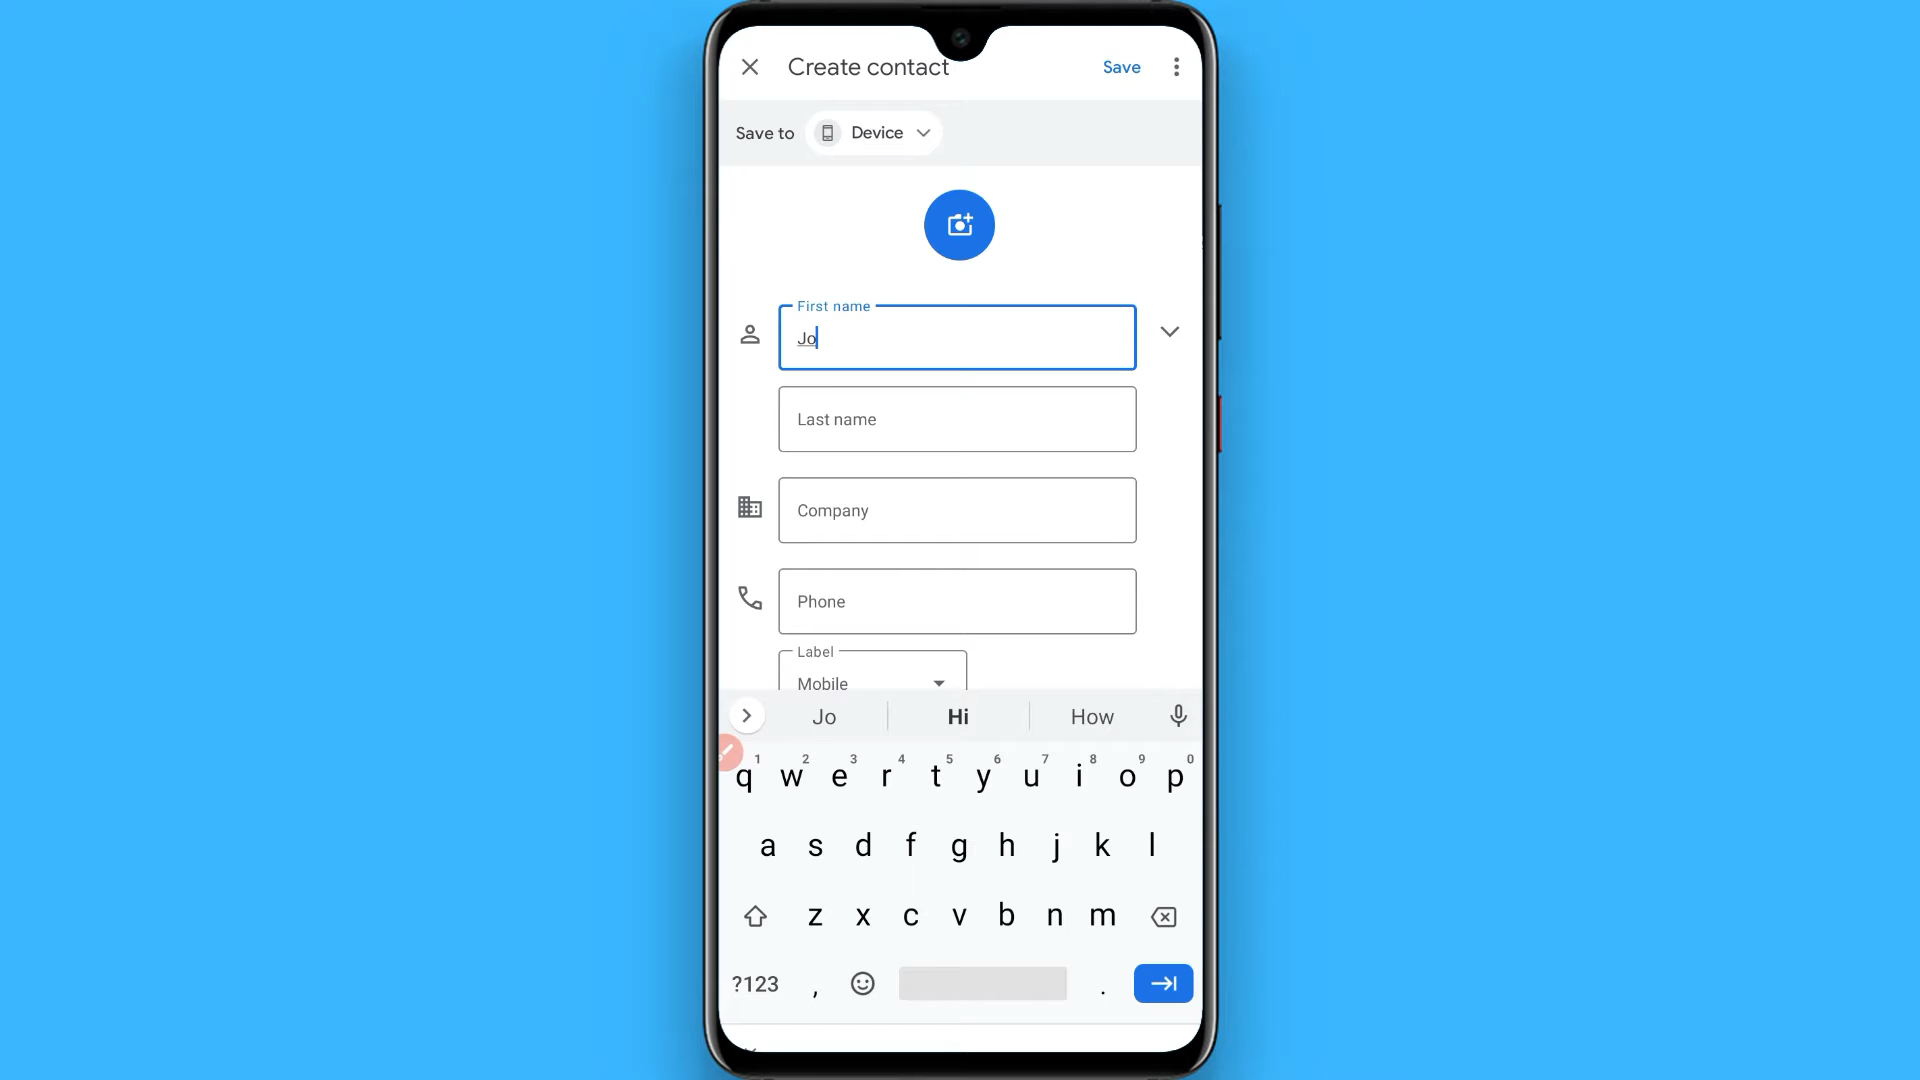 Create contact Save
Save to Device
First name
Jo
Last name
Company
Phone
Label
Mobile
Jo Hi How
1 2 3 4 5 6 7 8 9 0
q w e r t y u i o p
a s d f g h j k l
z x c v b n m
?123 , .